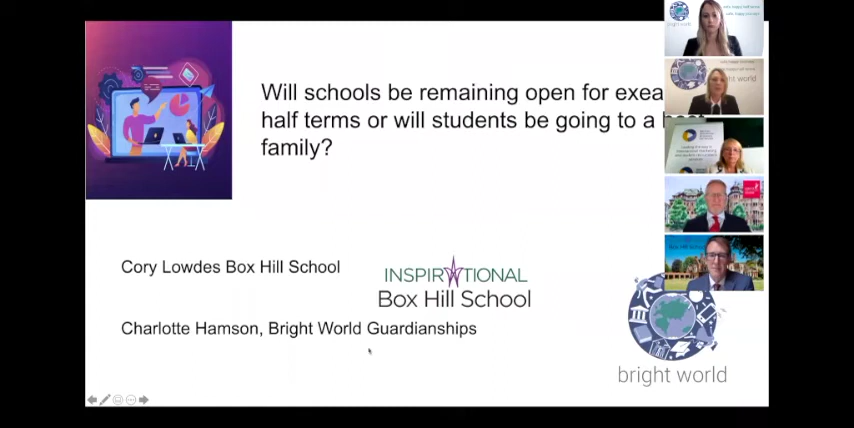 Will schools be remaining open for exea
half terms or will students be going to a host
family?
Cory Lowdes Box Hill School
INSPIRATIONAL
Box Hill School
Charlotte Hamson, Bright World Guardianships
bright world